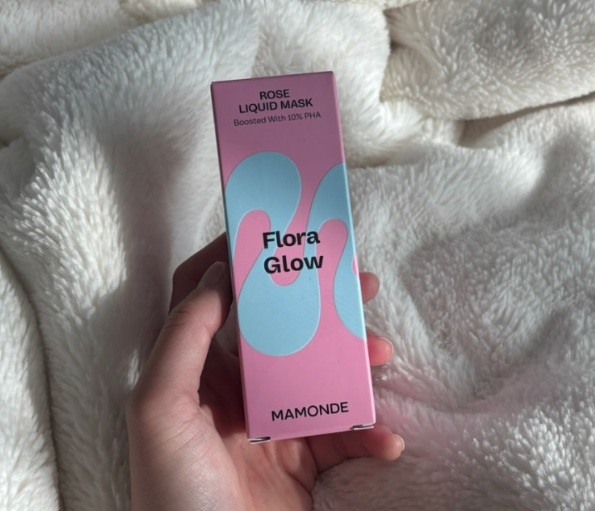 ROSE
LIQUID MASK
Boosted With 10% PHA
Flora
Glow
MAMONDE